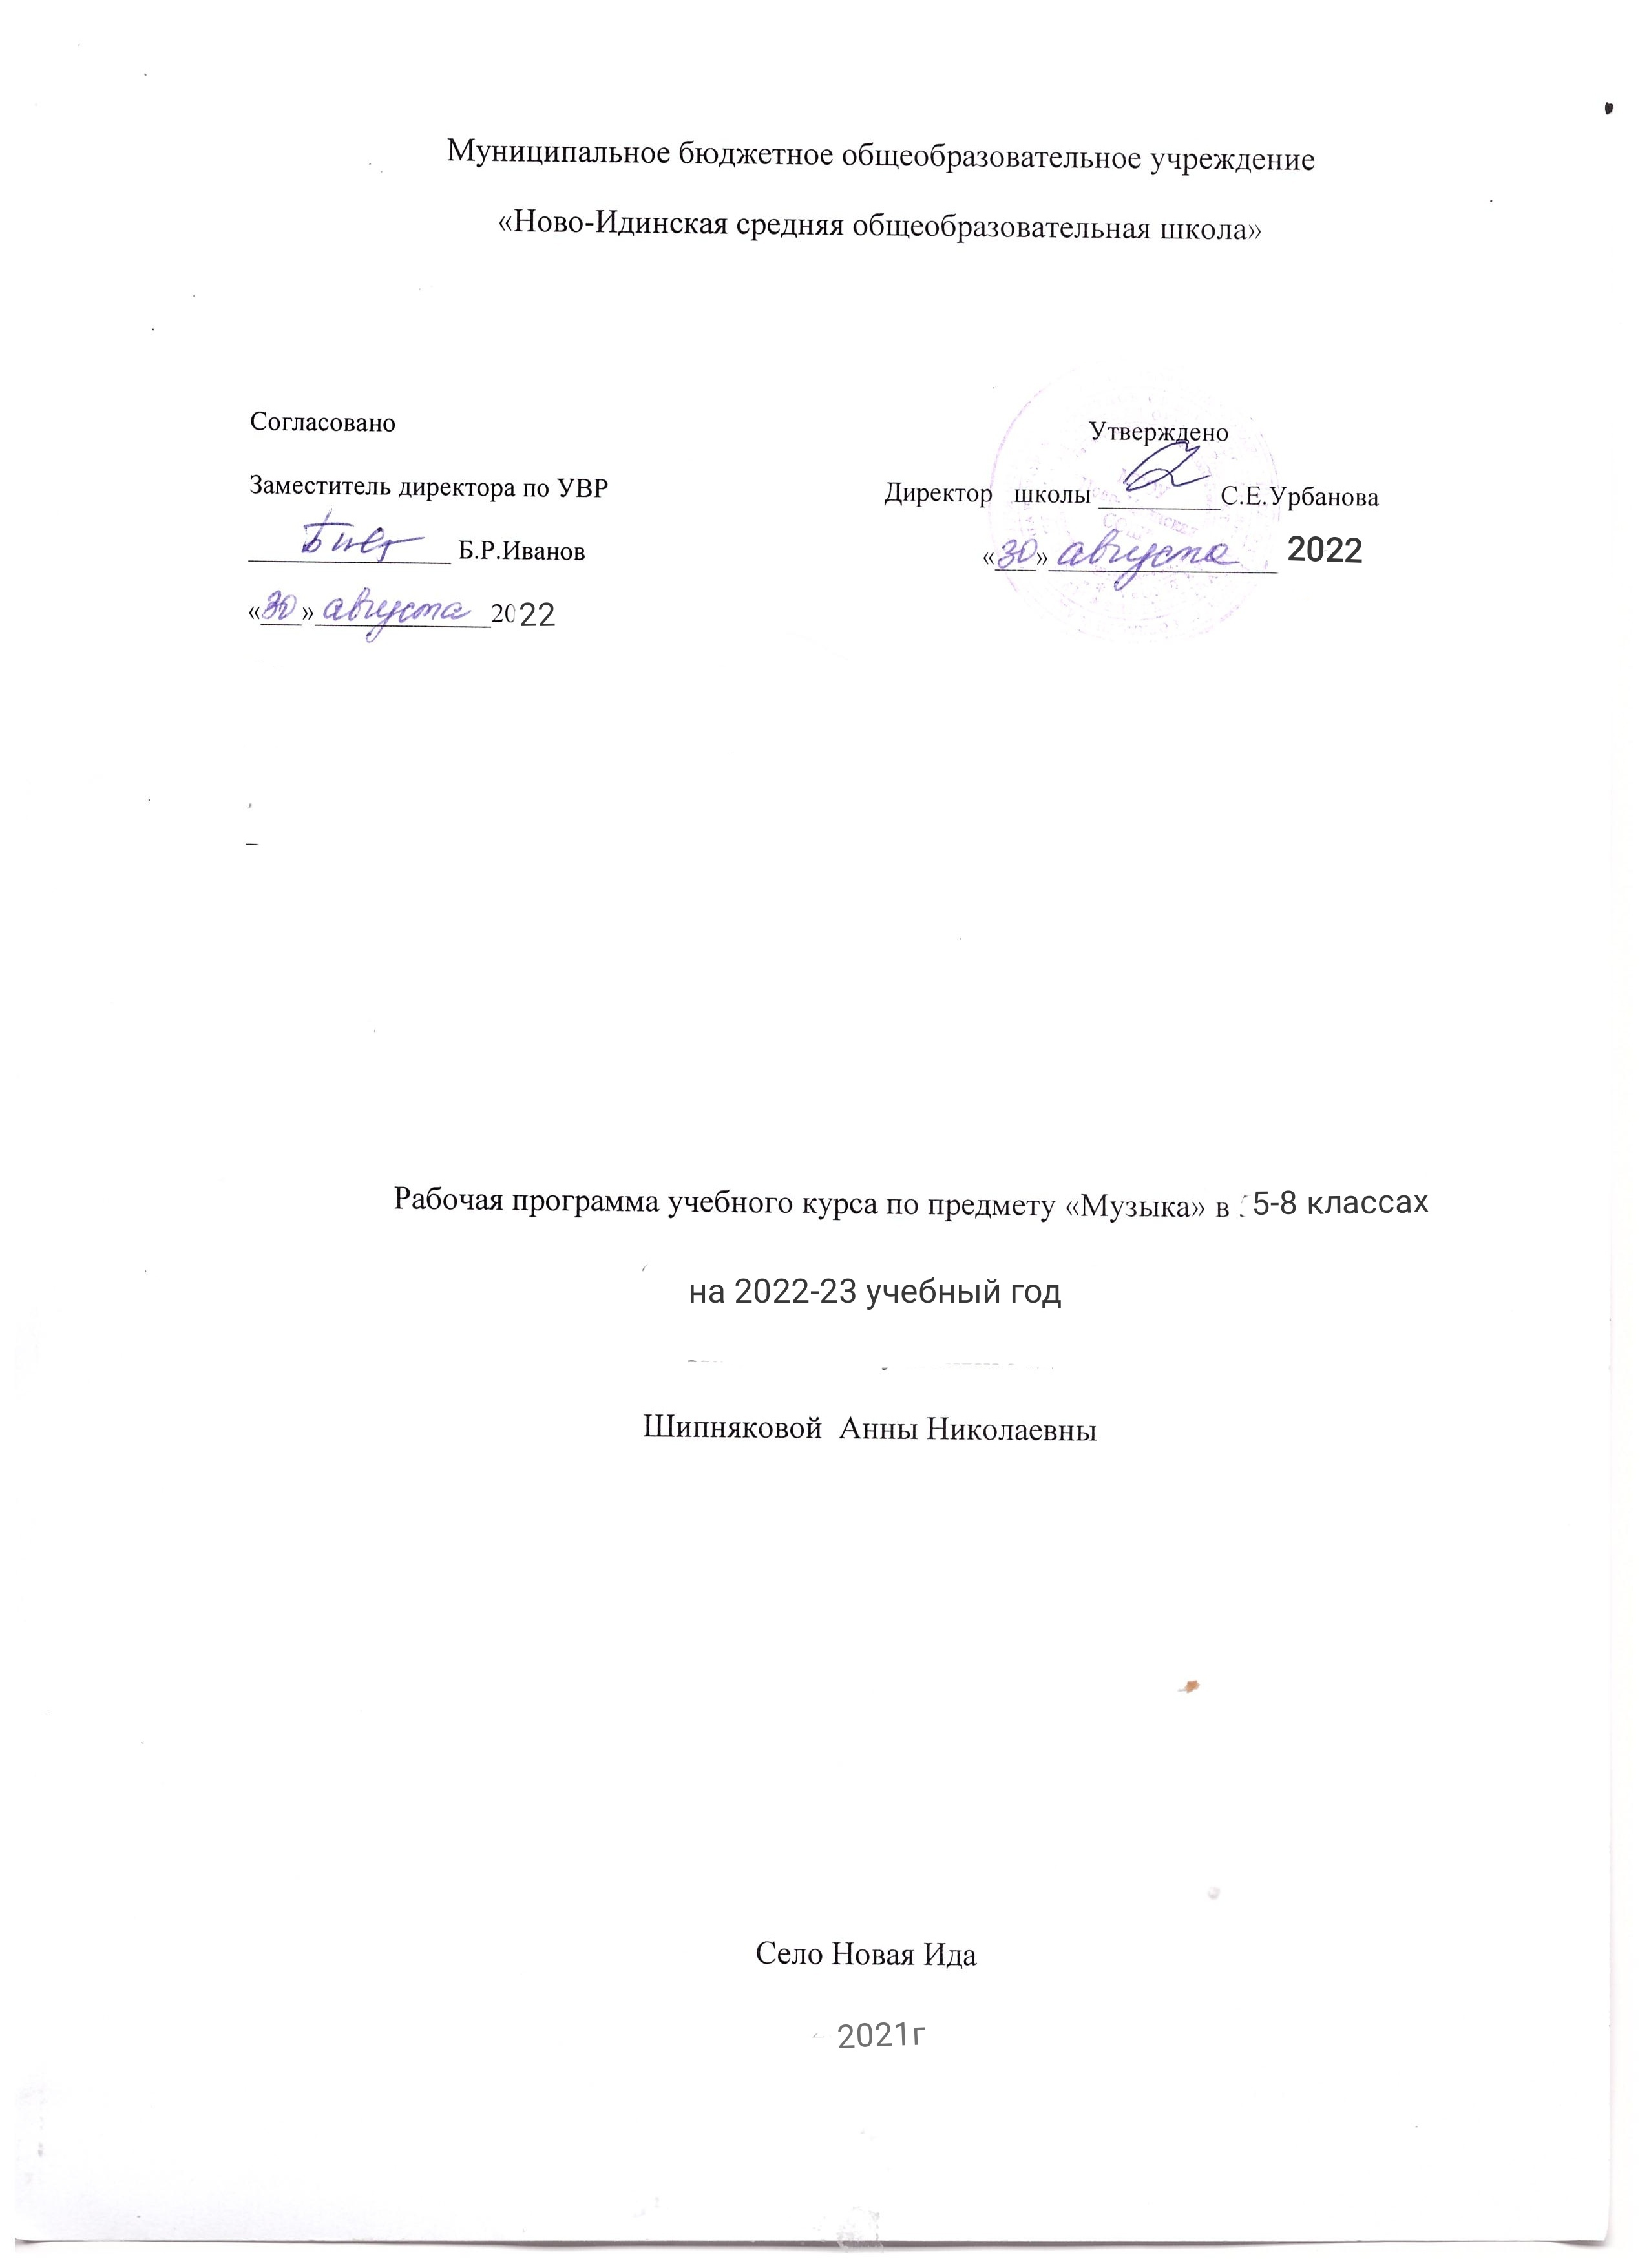 Муниципальное бюджетное общеобразовательное учреждение
«Ново-Идинская средняя общеобразовательная школа»
Согласовано
Заместитель директора по УВР
Б.Р.Иванов
«30» августа 2022
Утверждено
Директор школы С.Е.Урбанова
«30» августа 2022
Рабочая программа учебного курса по предмету «Музыка» в 5-8 классах
на 2022-23 учебный год
Шипняковой Анны Николаевны
Село Новая Ида
2021г